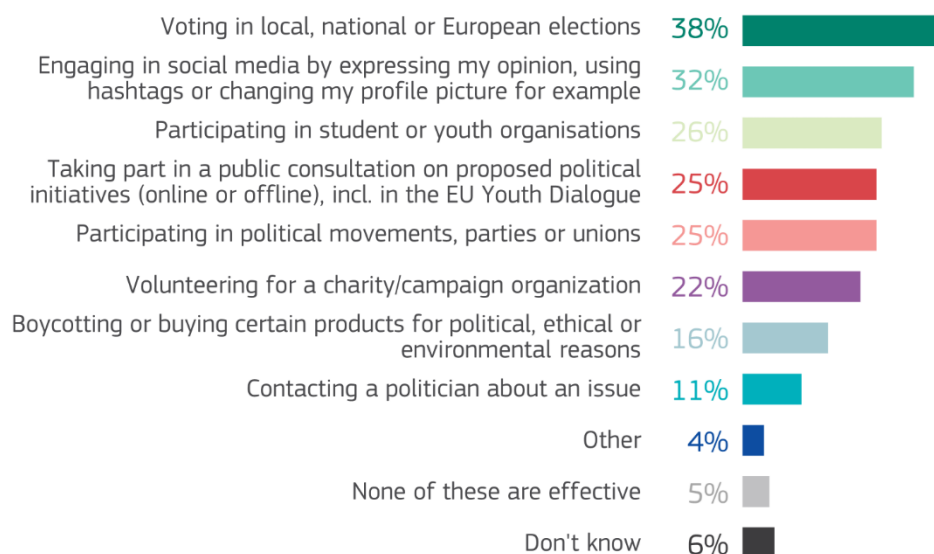 Voting in local, national or European elections 38%
Engaging in social media by expressing my opinion, using
hashtags or changing my profile picture for example 32%
Participating in student or youth organisations 26%
Taking part in a public consultation on proposed political
initiatives (online or offline), incl. in the EU Youth Dialogue 25%
Participating in political movements, parties or unions 25%
Volunteering for a charity/campaign organization 22%
Boycotting or buying certain products for political, ethical or
environmental reasons 16%
Contacting a politician about an issue 11%
Other 4%
None of these are effective 5%
Don't know 6%